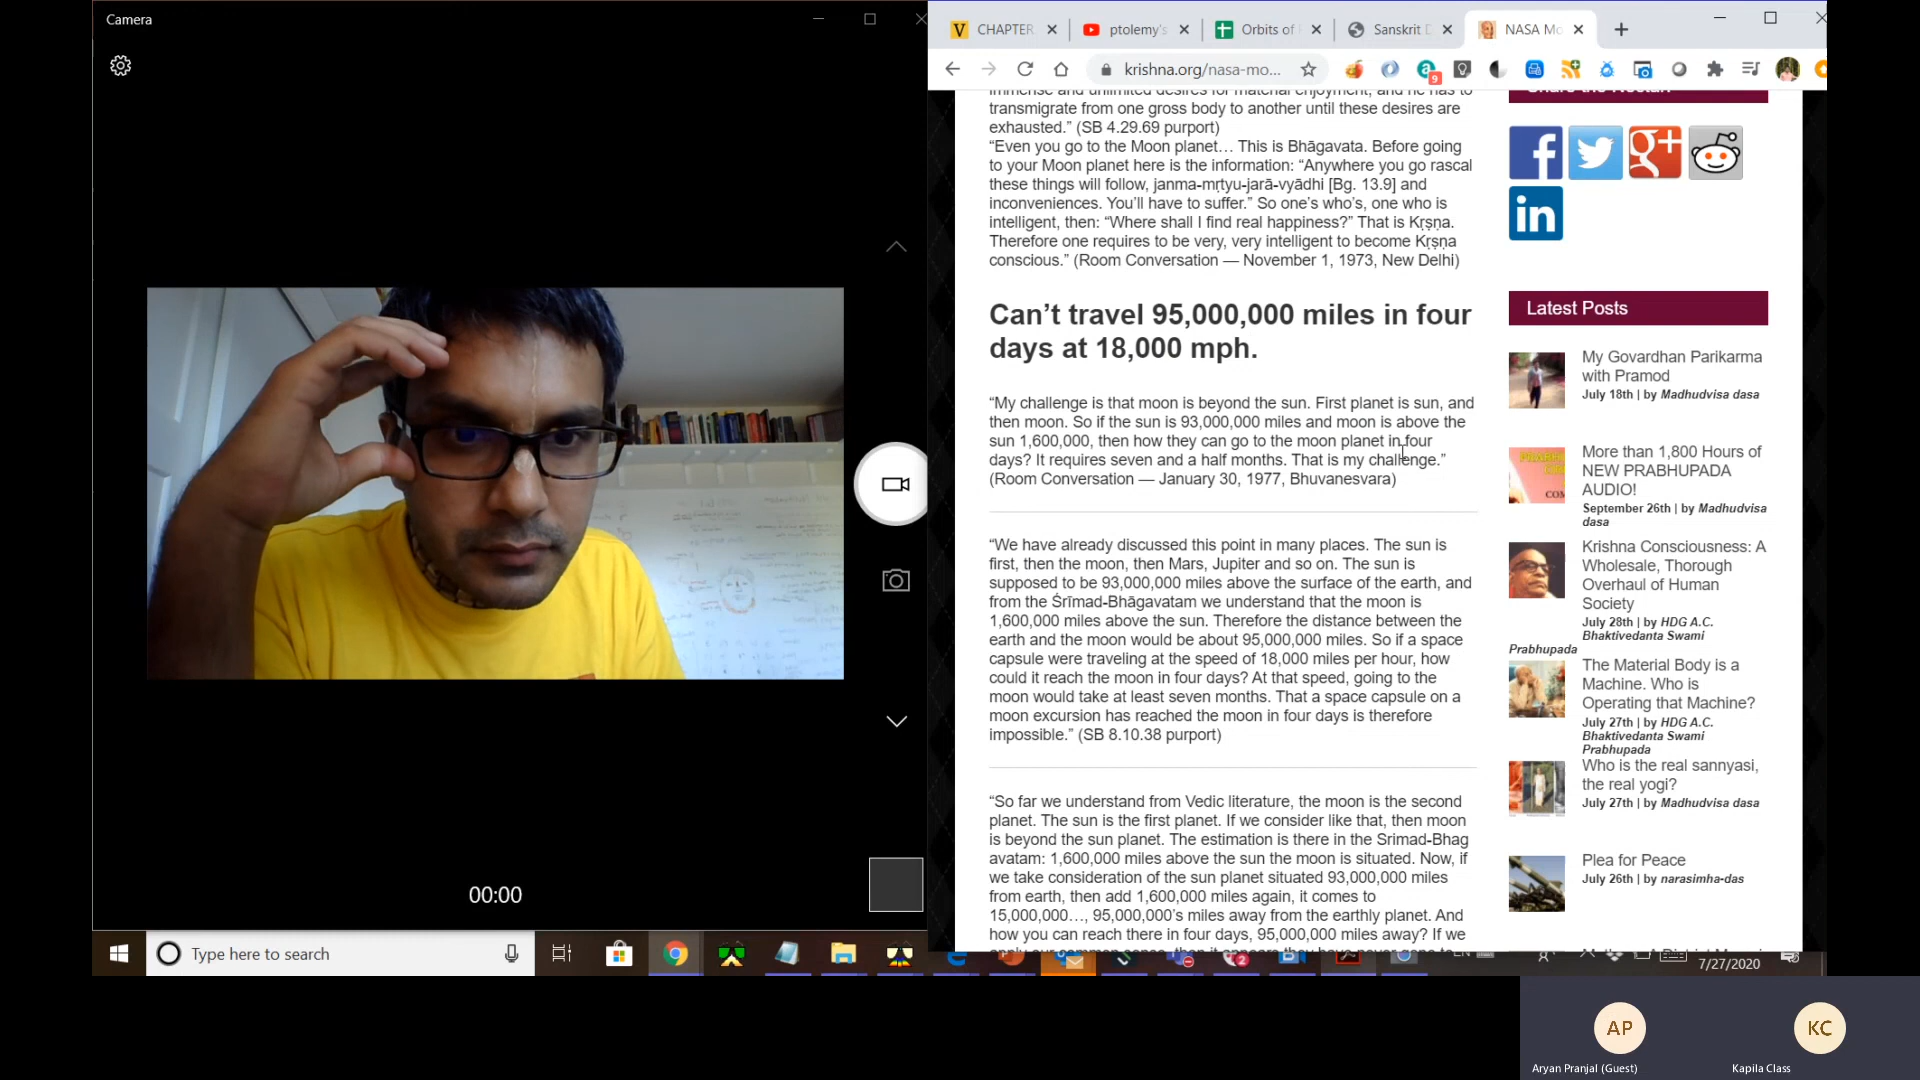 Camera
CHAPTER
ptolemy's
Orbits of
Sanskrit D
NASA Mo
krishna.org/nasa-mo...
9
immense and unlimited desires for material enjoyment, and he has to
transmigrate from one gross body to another until these desires are
exhausted.” (SB 4.29.69 purport)
“Even you go to the Moon planet… This is Bhāgavata. Before going
to your Moon planet here is the information: “Anywhere you go rascal
these things will follow, janma-mṛtyu-jarā-vyādhi [Bg. 13.9] and
inconveniences. You’ll have to suffer.” So one’s who’s, one who is
intelligent, then: “Where shall I find real happiness?” That is Kṛṣṇa.
Therefore one requires to be very, very intelligent to become Kṛṣṇa
conscious.” (Room Conversation — November 1, 1973, New Delhi)
Can’t travel 95,000,000 miles in four
days at 18,000 mph.
“My challenge is that moon is beyond the sun. First planet is sun, and
then moon. So if the sun is 93,000,000 miles and moon is above the
sun 1,600,000, then how they can go to the moon planet in four
days? It requires seven and a half months. That is my challenge.”
(Room Conversation — January 30, 1977, Bhuvanesvara)
“We have already discussed this point in many places. The sun is
first, then the moon, then Mars, Jupiter and so on. The sun is
supposed to be 93,000,000 miles above the surface of the earth, and
from the Śrīmad-Bhāgavatam we understand that the moon is
1,600,000 miles above the sun. Therefore the distance between the
earth and the moon would be about 95,000,000 miles. So if a space
capsule were traveling at the speed of 18,000 miles per hour, how
could it reach the moon in four days? At that speed, going to the
moon would take at least seven months. That a space capsule on a
moon excursion has reached the moon in four days is therefore
impossible.” (SB 8.10.38 purport)
“So far we understand from Vedic literature, the moon is the second
planet. The sun is the first planet. If we consider like that, then moon
is beyond the sun planet. The estimation is there in the Srimad-Bhag
avatam: 1,600,000 miles above the sun the moon is situated. Now, if
we take consideration of the sun planet situated 93,000,000 miles
from earth, then add 1,600,000 miles again, it comes to
15,000,000…, 95,000,000’s miles away from the earthly planet. And
how you can reach there in four days, 95,000,000 miles away? If we
Latest Posts
My Govardhan Parikarma
with Pramod
July 18th | by Madhudvisa dasa
More than 1,800 Hours of
NEW PRABHUPADA
AUDIO!
September 26th | by Madhudvisa
dasa
Krishna Consciousness: A
Wholesale, Thorough
Overhaul of Human
Society
July 28th | by HDG A.C.
Bhaktivedanta Swami
Prabhupada
The Material Body is a
Machine. Who is
Operating that Machine?
July 27th | by HDG A.C.
Bhaktivedanta Swami
Prabhupada
Who is the real sannyasi,
the real yogi?
July 27th | by Madhudvisa dasa
Plea for Peace
July 26th | by narasimha-das
00:00
Type here to search
2
7/27/2020
AP
KC
Aryan Pranjal (Guest)
Kapila Class